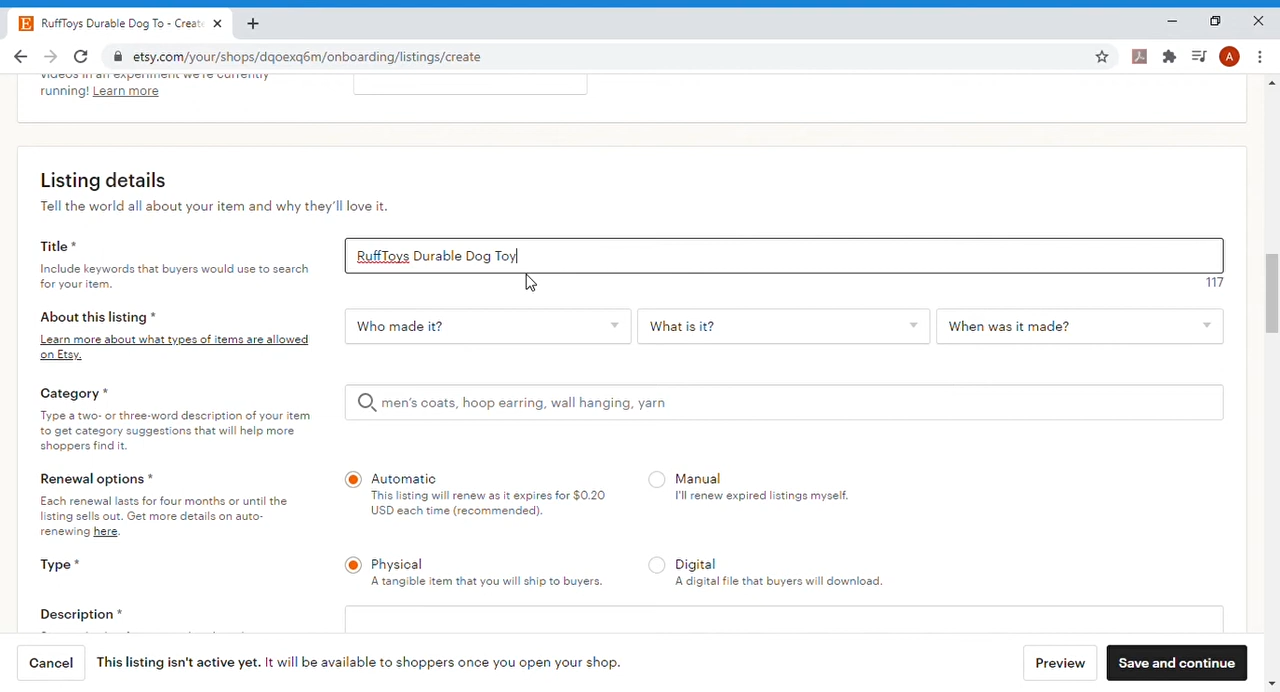 RuffToys Durable Dog To - Create
etsy.com/your/shops/dqoexq6m/onboarding/listings/create
A
videos in an experiment we're currently
running! Learn more
Listing details
Tell the world all about your item and why they'll love it.
Title *
Include keywords that buyers would use to search
for your item.
RuffToys Durable Dog Toy
117
About this listing *
Learn more about what types of items are allowed
on Etsy.
Who made it?
What is it?
When was it made?
Category *
Type a two- or three-word description of your item
to get category suggestions that will help more
shoppers find it.
men's coats, hoop earring, wall hanging, yarn
Renewal options *
Each renewal lasts for four months or until the
listing sells out. Get more details on auto-
renewing here.
Automatic
This listing will renew as it expires for $0.20
USD each time (recommended).
Manual
I'll renew expired listings myself.
Type *
Physical
A tangible item that you will ship to buyers.
Digital
A digital file that buyers will download.
Description *
Cancel
This listing isn't active yet. It will be available to shoppers once you open your shop.
Preview
Save and continue